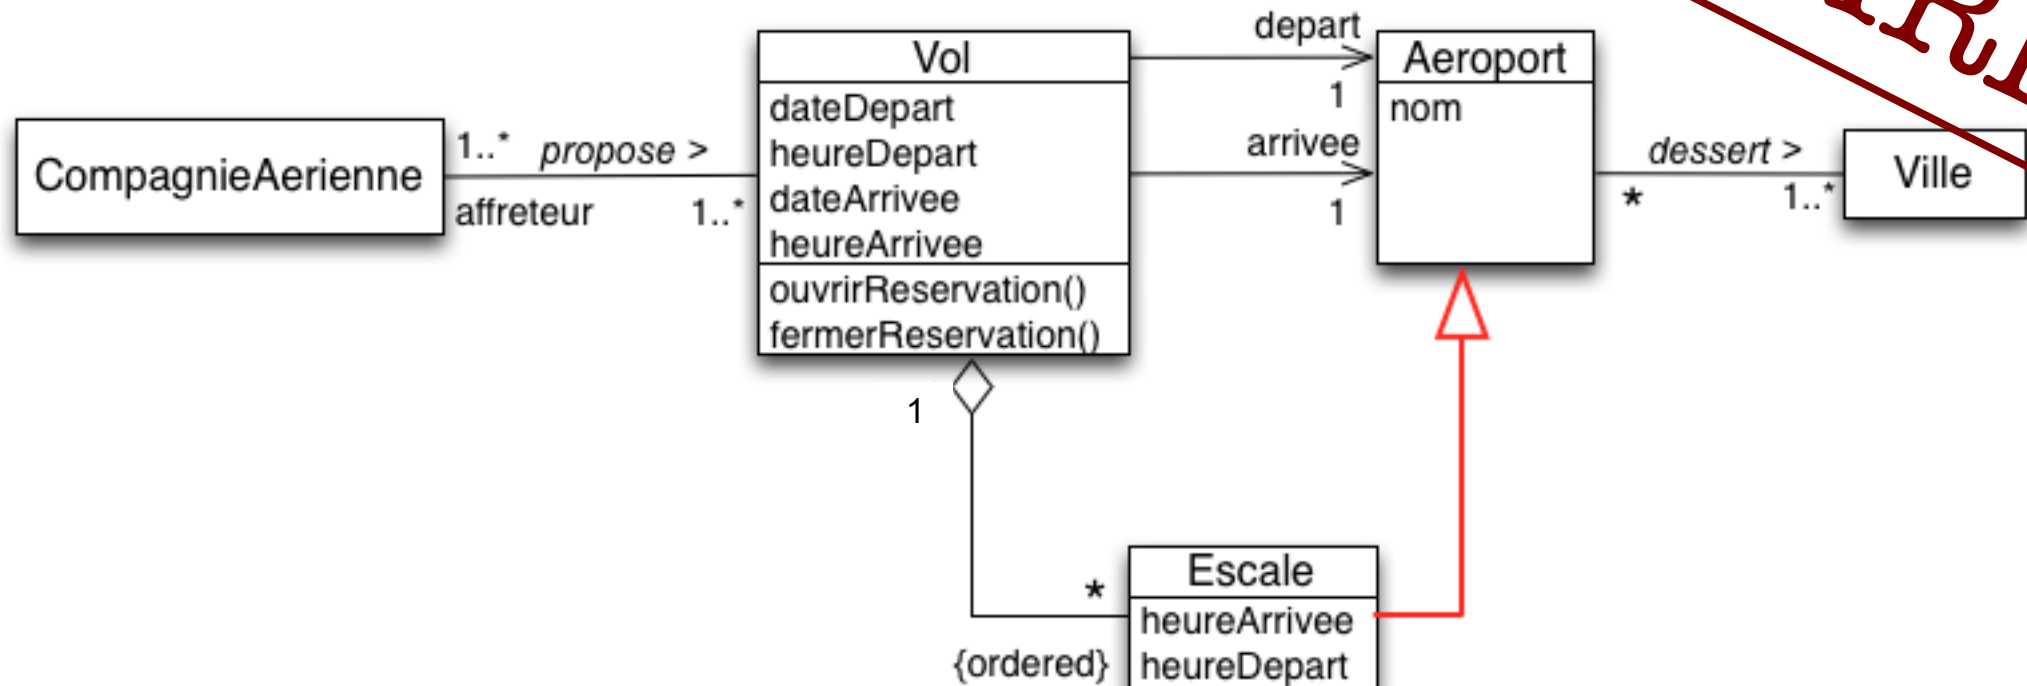 CompagnieAerienne
1..* propose >
affreteur 1..*
Vol
dateDepart
heureDepart
dateArrivee
heureArrivee
ouvrirReservation()
fermerReservation()
depart
1
arrivee
1
Aeroport
nom
dessert >
* 1..*
Ville
1
*
{ordered}
Escale
heureArrivee
heureDepart